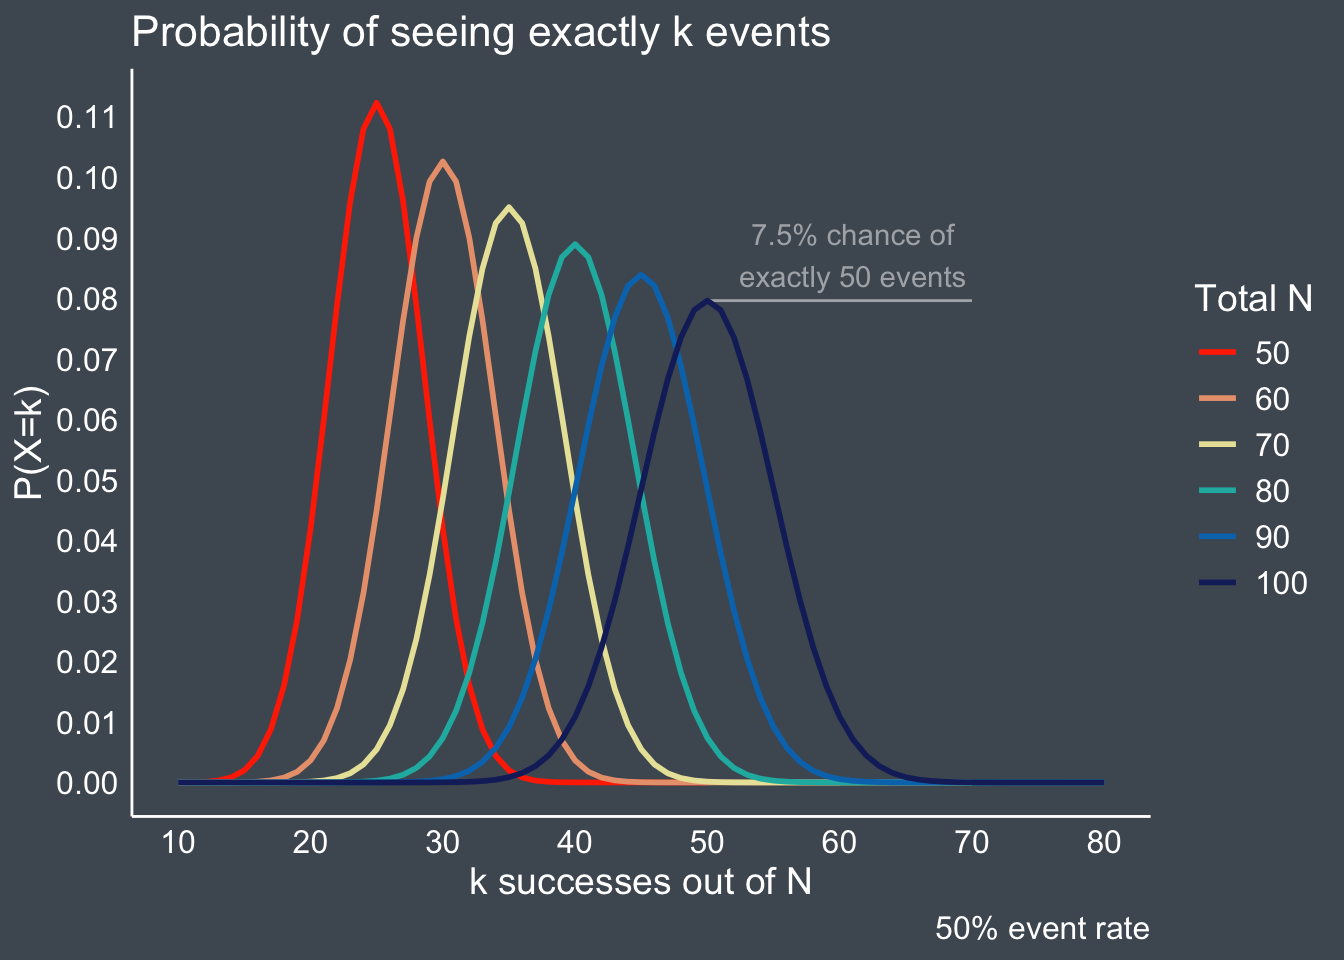 Probability of seeing exactly k events
0.11
0.10
0.09
0.08
0.07
0.06
0.05
0.04
0.03
0.02
0.01
0.00
P(X=k)
7.5% chance of
exactly 50 events
10 20 30 40 50 60 70 80
k successes out of N
50% event rate
Total N
50
60
70
80
90
100